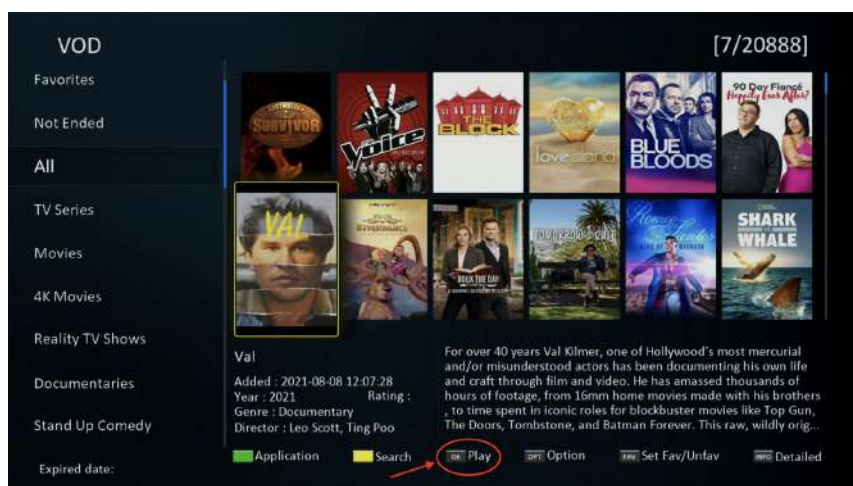 VOD
[7/20888]
Favorites
Not Ended
All
TV Series
Movies
4K Movies
Reality TV Shows
Documentaries
Stand Up Comedy
Expired date:
SURVIVOR
The
Voice
THE
BLOCK
love island
BLUE
BLOODS
90 Day Fiancé
Happily Ever After?
VAL
SHARK
WHALE
Val
Added : 2021-08-08 12:07:28
Year : 2021 Rating :
Genre : Documentary
Director : Leo Scott, Ting Poo
For over 40 years Val Kilmer, one of Hollywood's most mercurial
and/or misunderstood actors has been documenting his own life
and craft through film and video. He has amassed thousands of
hours of footage, from 16mm home movies made with his brothers
, to time spent in iconic roles for blockbuster movies like Top Gun,
The Doors, Tombstone, and Batman Forever. This raw, wildly orig...
Application
Search
OK Play
OPT Option
FAV Set Fav/Unfav
INFO Detailed